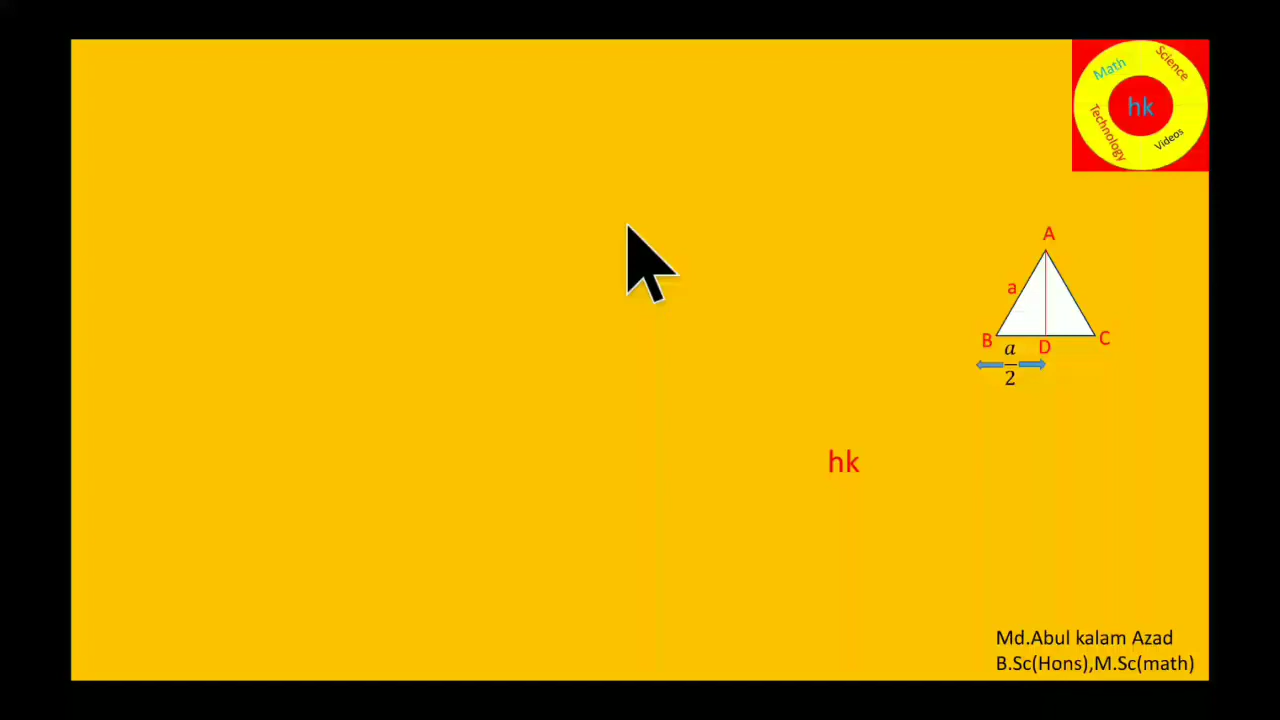 Math
Science
hk
Technology
Videos
A
a
B
D
C
a
2
hk
Md.Abul kalam Azad
B.Sc(Hons),M.Sc(math)